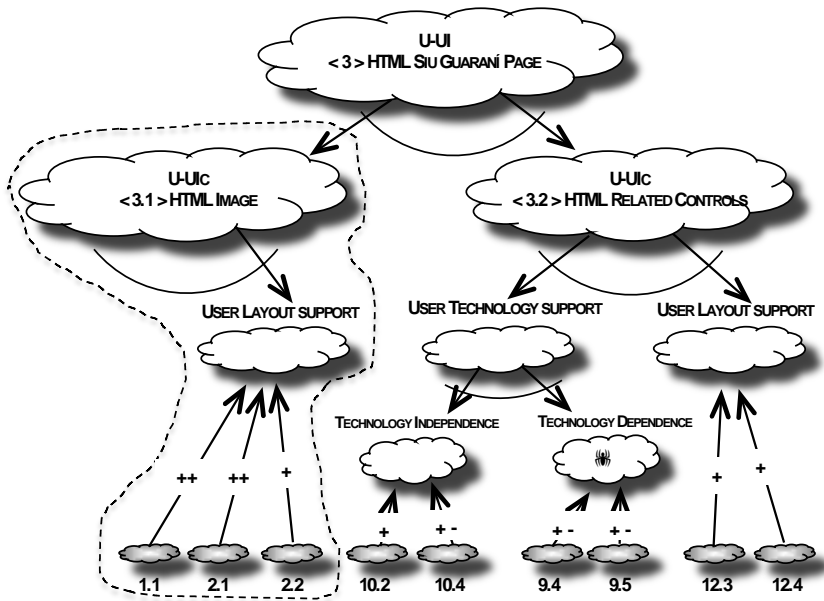 U-UI
< 3 > HTML SIU GUARANÍ PAGE
U-UIC
< 3.1 > HTML IMAGE
U-UIC
< 3.2 > HTML RELATED CONTROLS
USER LAYOUT SUPPORT
USER TECHNOLOGY SUPPORT
USER LAYOUT SUPPORT
TECHNOLOGY INDEPENDENCE
TECHNOLOGY DEPENDENCE
++
++
+
+
+ -
+ -
+ -
+
+
1.1
2.1
2.2
10.2
10.4
9.4
9.5
12.3
12.4